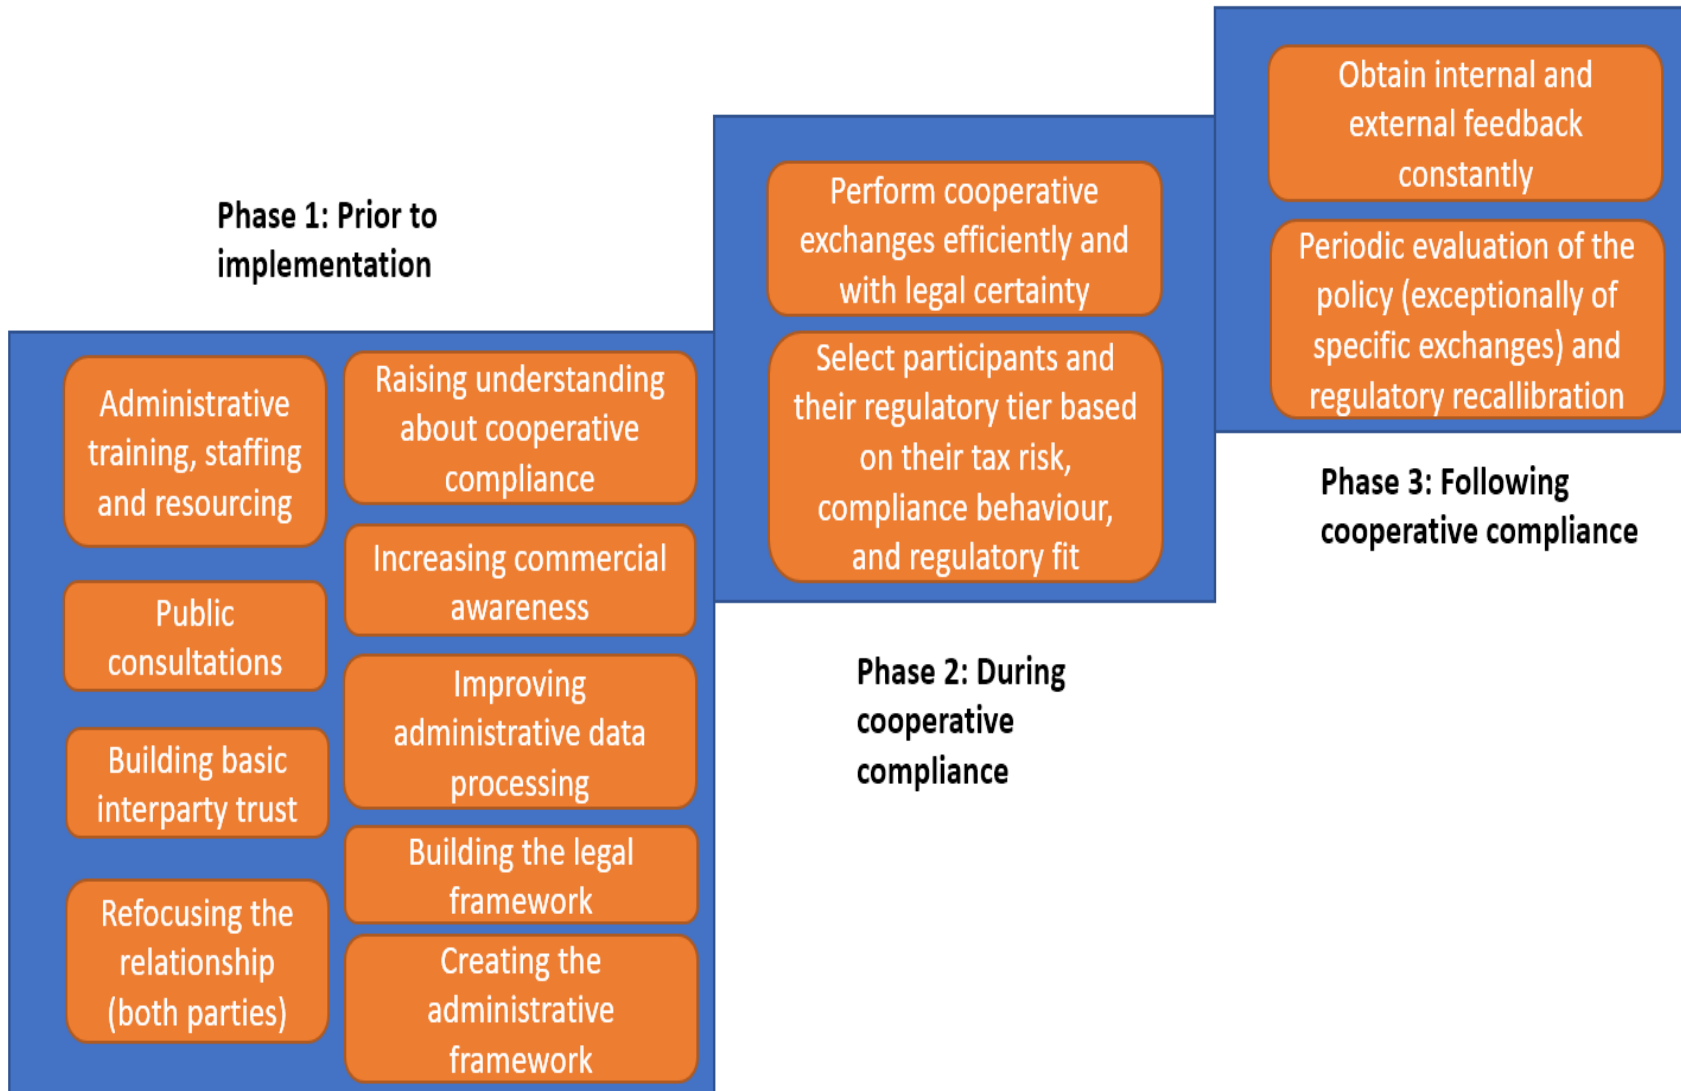 Phase 1: Prior to
implementation
Administrative
training, staffing
and resourcing
Public
consultations
Building basic
interparty trust
Refocusing the
relationship
(both parties)
Raising understanding
about cooperative
compliance
Increasing commercial
awareness
Improving
administrative data
processing
Building the legal
framework
Creating the
administrative
framework
Perform cooperative
exchanges efficiently and
with legal certainty
Select participants and
their regulatory tier based
on their tax risk,
compliance behaviour,
and regulatory fit
Phase 2: During
cooperative
compliance
Obtain internal and
external feedback
constantly
Periodic evaluation of the
policy (exceptionally of
specific exchanges) and
regulatory recallibration
Phase 3: Following
cooperative compliance